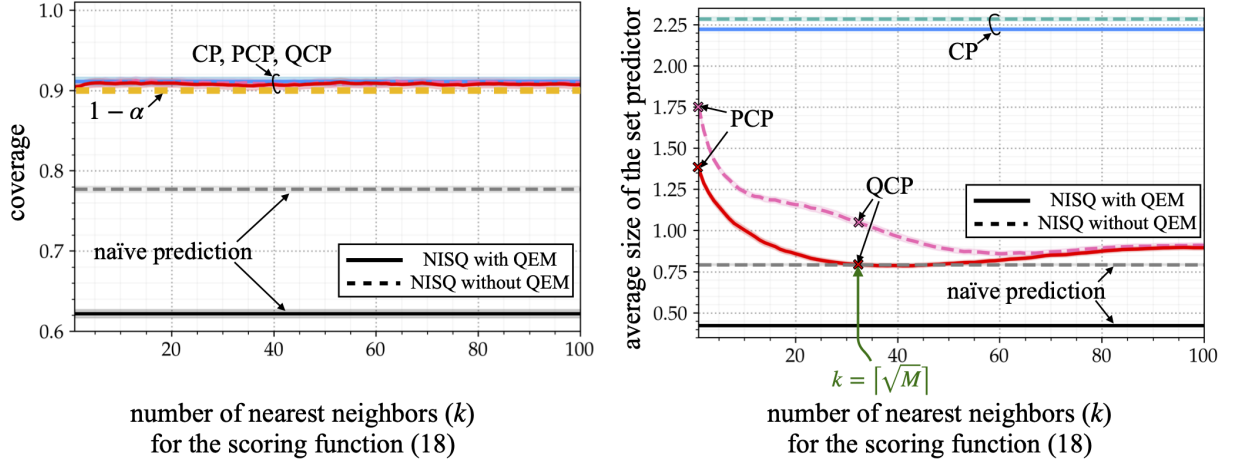 coverage
1.0
0.9
0.8
0.7
0.6
CP, PCP, QCP
1 − α
naïve prediction
NISQ with QEM
NISQ without QEM
20
40
60
80
100
number of nearest neighbors (k)
for the scoring function (18)
average size of the set predictor
2.25
2.00
1.75
1.50
1.25
1.00
0.75
0.50
CP
PCP
QCP
NISQ with QEM
NISQ without QEM
naïve prediction
20
40
60
80
100
k = ⌈√M⌉
number of nearest neighbors (k)
for the scoring function (18)